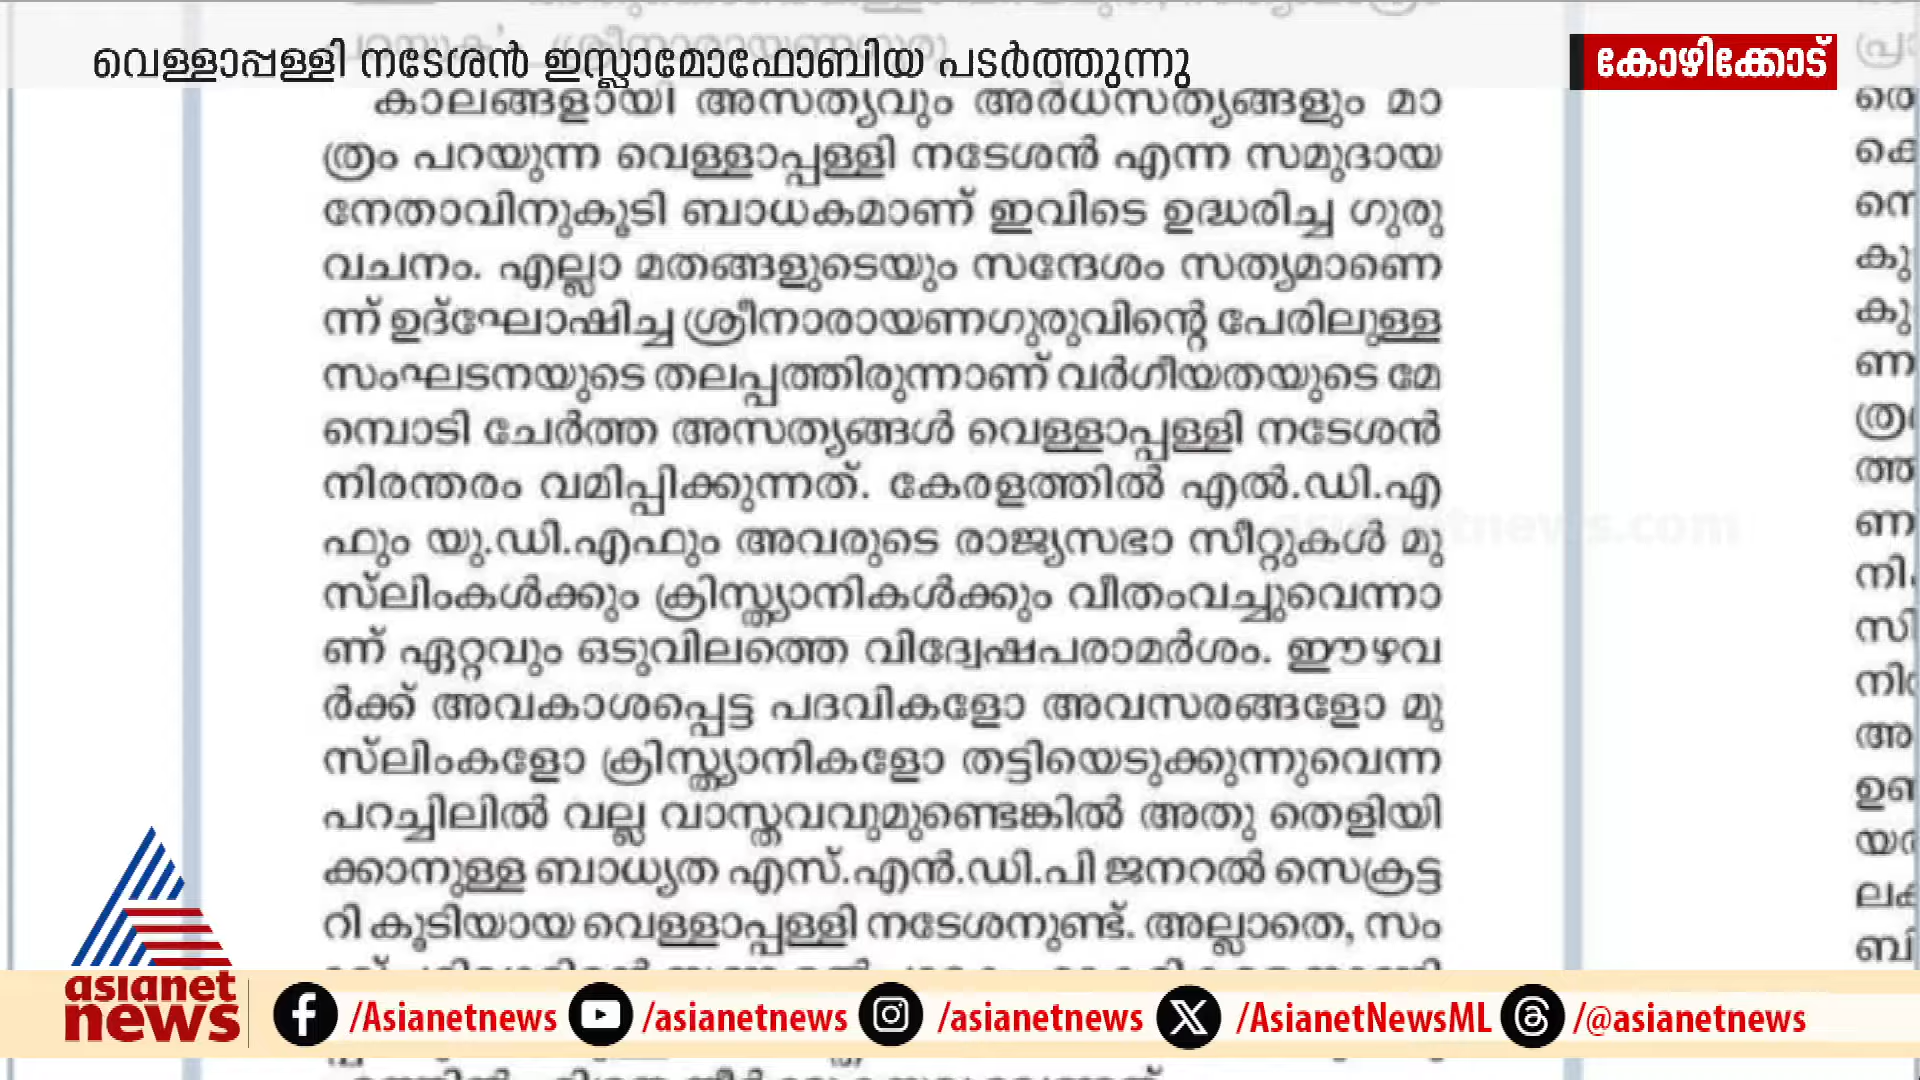 വെള്ളാപ്പള്ളി നടേശൻ ഇസ്ലാമോഫോബിയ പടർത്തുന്നു
കോഴിക്കോട്
കാലങ്ങളായി അസത്യവും അർധസത്യങ്ങളും മാ
ത്രം പറയുന്ന വെള്ളാപ്പള്ളി നടേശൻ എന്ന സമുദായ
നേതാവിനുകൂടി ബാധകമാണ് ഇവിടെ ഉദ്ധരിച്ച ഗുരു
വചനം. എല്ലാ മതങ്ങളുടെയും സന്ദേശം സത്യമാണെ
ന്ന് ഉദ്ഘോഷിച്ച ശ്രീനാരായണഗുരുവിന്റെ പേരിലുള്ള
സംഘടനയുടെ തലപ്പത്തിരുന്നാണ് വർഗീയതയുടെ മേ
മ്പൊടി ചേർത്ത അസത്യങ്ങൾ വെള്ളാപ്പള്ളി നടേശൻ
നിരന്തരം വമിപ്പിക്കുന്നത്. കേരളത്തിൽ എൽ.ഡി.എ
ഫും യു.ഡി.എഫും അവരുടെ രാജ്യസഭാ സീറ്റുകൾ മു
സ്‌ലിംകൾക്കും ക്രിസ്ത്യാനികൾക്കും വീതംവച്ചുവെന്നാ
ണ് ഏറ്റവും ഒടുവിലത്തെ വിദ്വേഷപരാമർശം. ഈഴവ
ർക്ക് അവകാശപ്പെട്ട പദവികളോ അവസരങ്ങളോ മു
സ്‌ലിംകളോ ക്രിസ്ത്യാനികളോ തട്ടിയെടുക്കുന്നുവെന്ന
പറച്ചിലിൽ വല്ല വാസ്തവവുമുണ്ടെങ്കിൽ അതു തെളിയി
ക്കാനുള്ള ബാധ്യത എസ്.എൻ.ഡി.പി ജനറൽ സെക്രട്ട
റി കൂടിയായ വെള്ളാപ്പള്ളി നടേശനുണ്ട്. അല്ലാതെ, സം
asianetnews.com
asianet
news
/Asianetnews
/asianetnews
/asianetnews
/AsianetNewsML
/@asianetnews